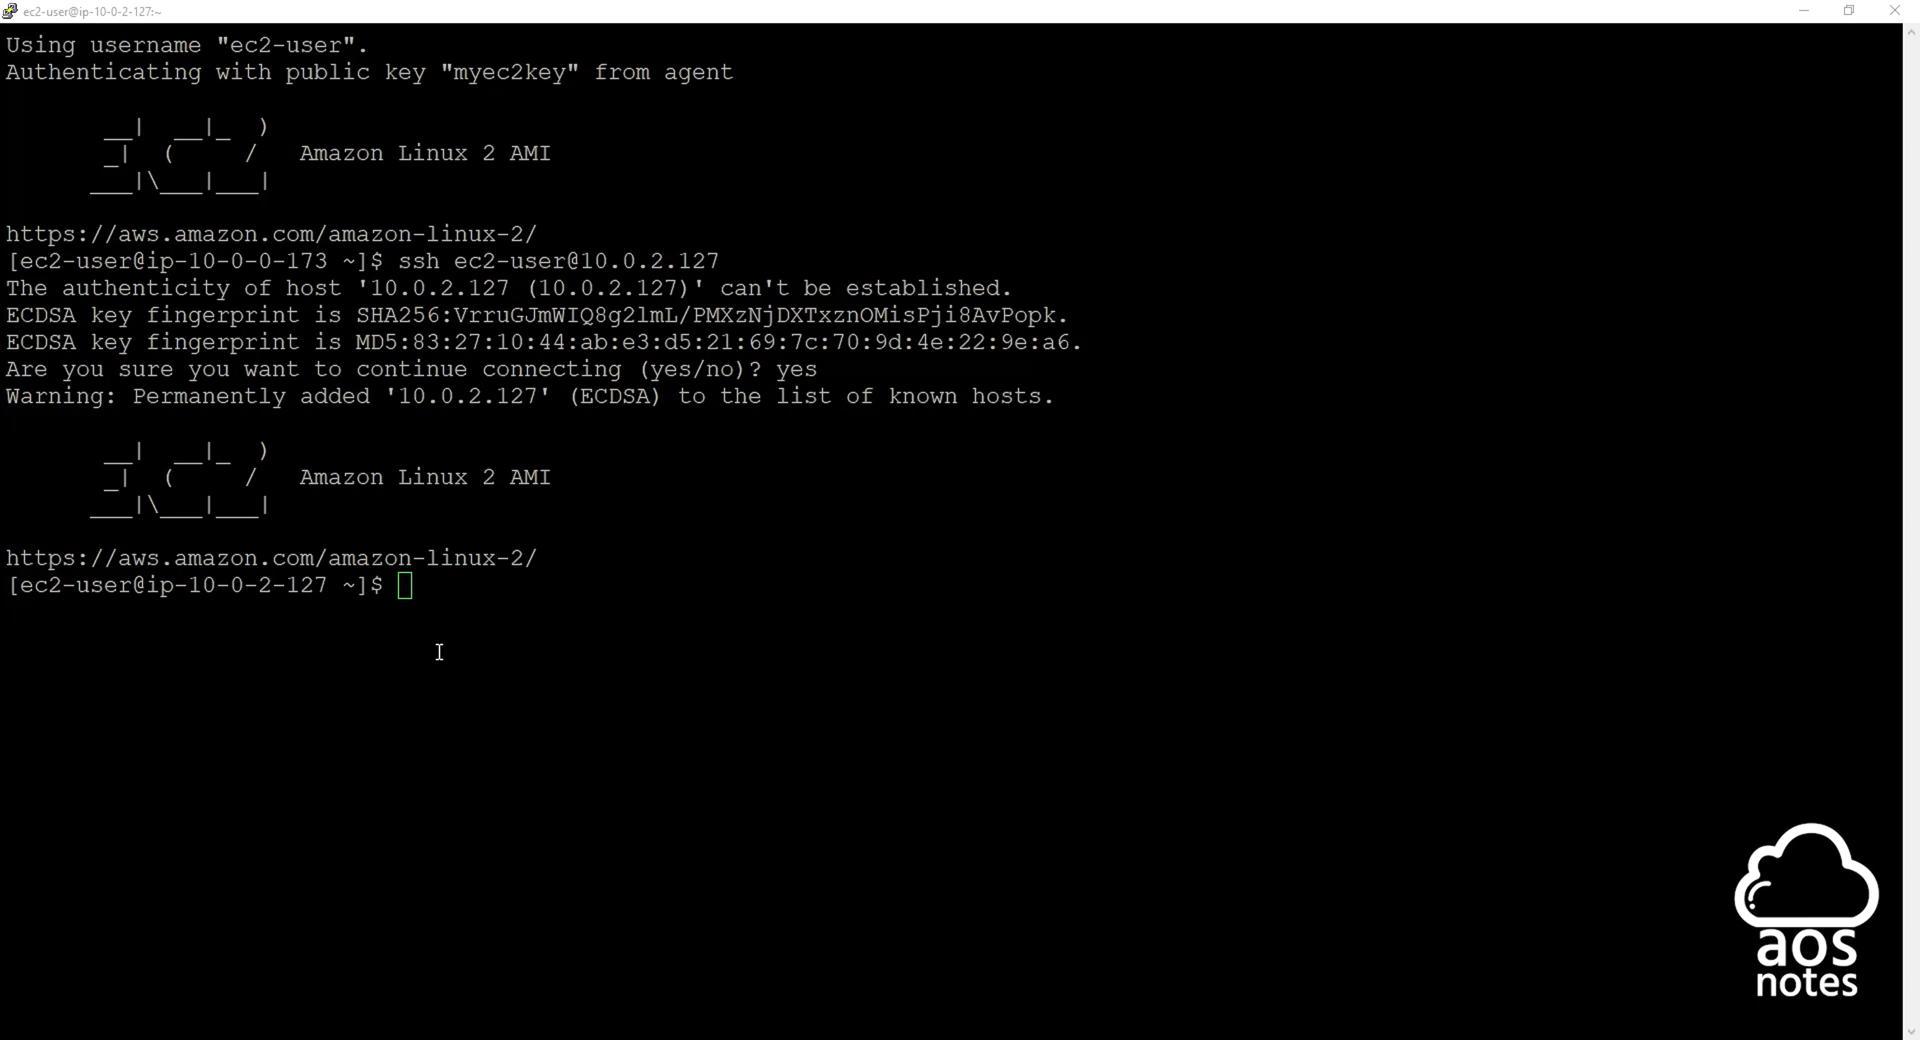 ec2-user@ip-10-0-2-127:~
Using username "ec2-user".
Authenticating with public key "myec2key" from agent
       __|  __|_  )
       _|  (     /   Amazon Linux 2 AMI
      ___|\___|___|
https://aws.amazon.com/amazon-linux-2/
[ec2-user@ip-10-0-0-173 ~]$ ssh ec2-user@10.0.2.127
The authenticity of host '10.0.2.127 (10.0.2.127)' can't be established.
ECDSA key fingerprint is SHA256:VrruGJmWIQ8g2lmL/PMXzNjDXTxznOMisPji8AvPopk.
ECDSA key fingerprint is MD5:83:27:10:44:ab:e3:d5:21:69:7c:70:9d:4e:22:9e:a6.
Are you sure you want to continue connecting (yes/no)? yes
Warning: Permanently added '10.0.2.127' (ECDSA) to the list of known hosts.
       __|  __|_  )
       _|  (     /   Amazon Linux 2 AMI
      ___|\___|___|
https://aws.amazon.com/amazon-linux-2/
[ec2-user@ip-10-0-2-127 ~]$
aos
notes